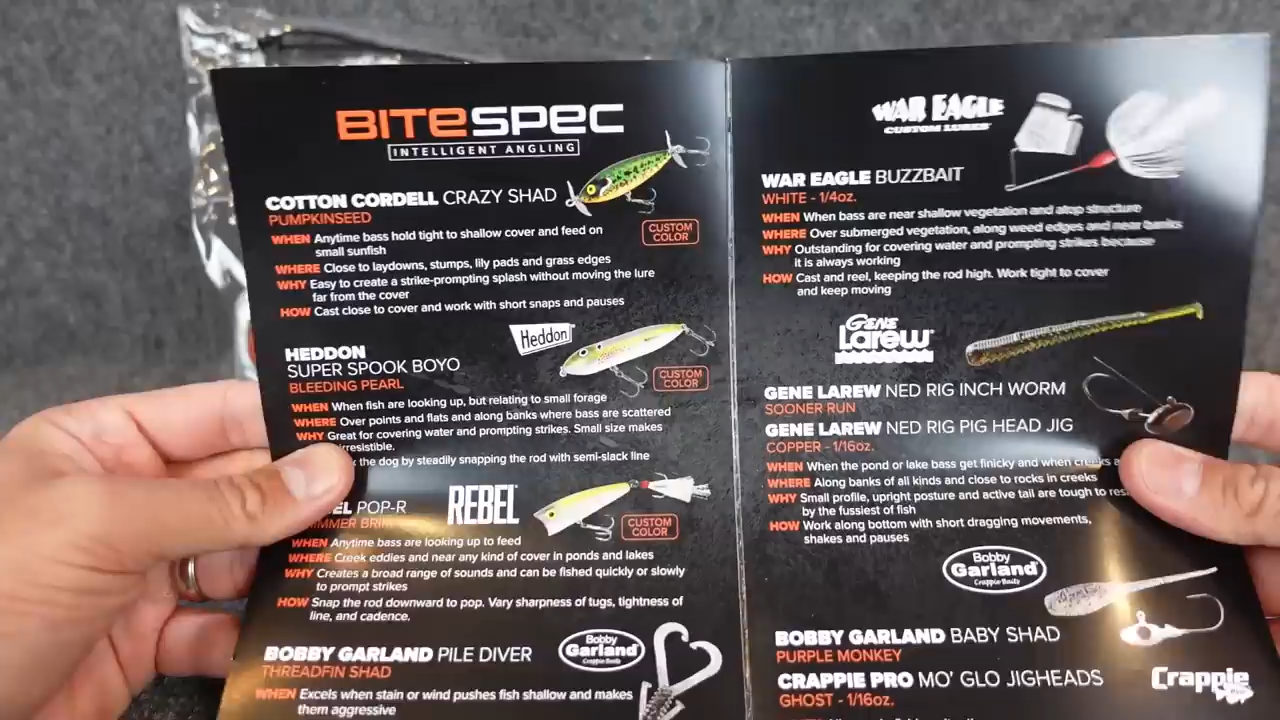 BITESPEC
INTELLIGENT ANGLING
COTTON CORDELL CRAZY SHAD
PUMPKINSEED
CUSTOM
COLOR
WHEN Anytime bass hold tight to shallow cover and feed on
small sunfish
WHERE Close to laydowns, stumps, lily pads and grass edges
WHY Easy to create a strike-prompting splash without moving the lure
far from the cover
HOW Cast close to cover and work with short snaps and pauses
Heddon
HEDDON
SUPER SPOOK BOYO
BLEEDING PEARL
CUSTOM
COLOR
WHEN When fish are looking up, but relating to small forage
WHERE Over points and flats and along banks where bass are scattered
WHY Great for covering water and prompting strikes. Small size makes
irresistible.
the dog by steadily snapping the rod with semi-slack line
POP-R
REBEL
CUSTOM
COLOR
WHEN Anytime bass are looking up to feed
WHERE Creek eddies and near any kind of cover in ponds and lakes
WHY Creates a broad range of sounds and can be fished quickly or slowly
to prompt strikes
HOW Snap the rod downward to pop. Vary sharpness of tugs, tightness of
line, and cadence.
BOBBY GARLAND PILE DIVER
THREADFIN SHAD
Bobby
Garland
Crappie Baits
WHEN Excels when stain or wind pushes fish shallow and makes
them aggressive
WAR EAGLE
CUSTOM LURES
WAR EAGLE BUZZBAIT
WHITE - 1/4oz.
WHEN When bass are near shallow vegetation and atop structure
WHERE Over submerged vegetation, along weed edges and near banks
WHY Outstanding for covering water and prompting strikes because
it is always working
HOW Cast and reel, keeping the rod high. Work tight to cover
and keep moving
GENE
Larew
GENE LAREW NED RIG INCH WORM
SOONER RUN
GENE LAREW NED RIG PIG HEAD JIG
COPPER - 1/16oz.
WHEN When the pond or lake bass get finicky and when creeks
WHERE Along banks of all kinds and close to rocks in creeks
WHY Small profile, upright posture and active tail are tough to
by the fussiest of fish
HOW Work along bottom with short dragging movements,
shakes and pauses
Bobby
Garland
Crappie Baits
BOBBY GARLAND BABY SHAD
PURPLE MONKEY
CRAPPIE PRO MO' GLO JIGHEADS
GHOST - 1/16oz.
Crappie